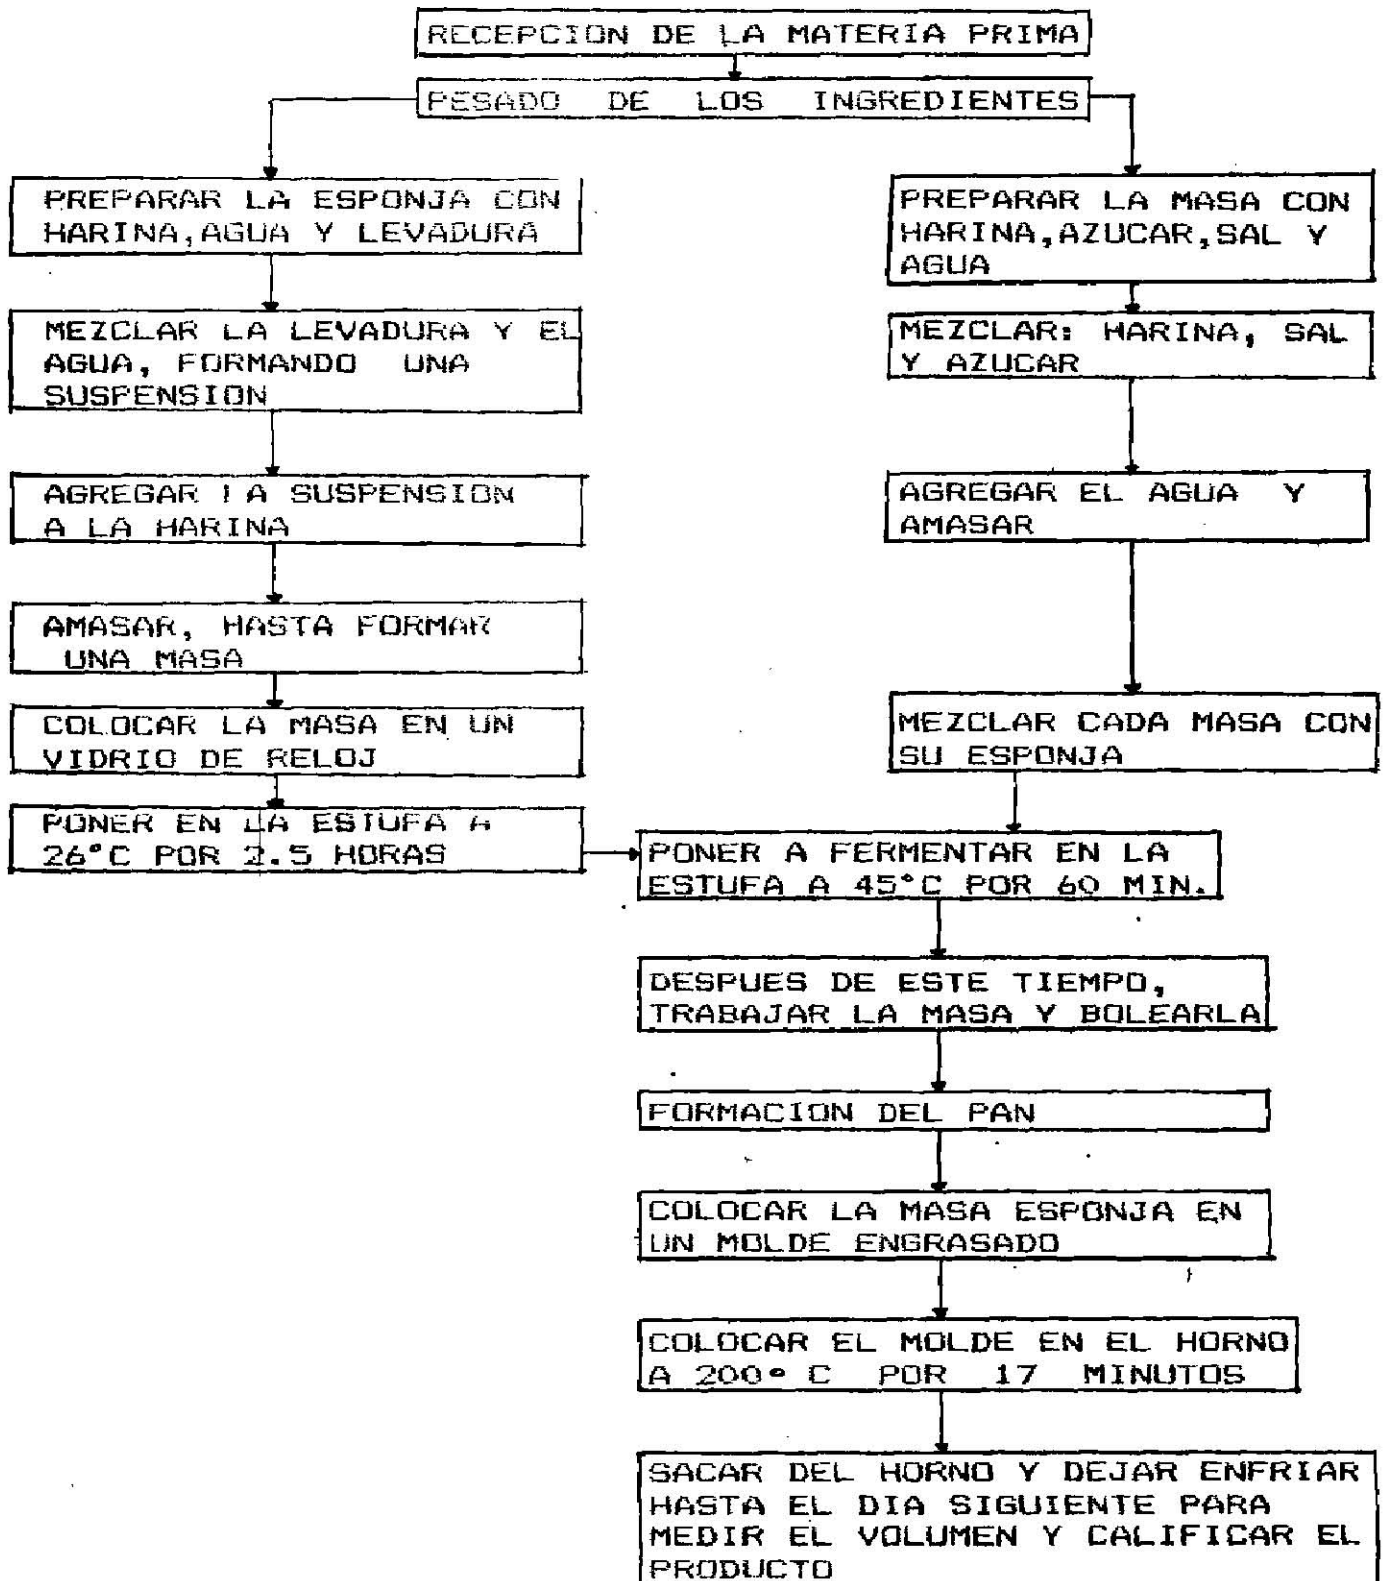 RECEPCION DE LA MATERIA PRIMA
PESADO DE LOS INGREDIENTES
PREPARAR LA ESPONJA CON
HARINA,AGUA Y LEVADURA
MEZCLAR LA LEVADURA Y EL
AGUA, FORMANDO UNA
SUSPENSION
AGREGAR LA SUSPENSION
A LA HARINA
AMASAR, HASTA FORMAR
UNA MASA
COLOCAR LA MASA EN UN
VIDRIO DE RELOJ
PONER EN LA ESTUFA A
26°C POR 2.5 HORAS
PREPARAR LA MASA CON
HARINA,AZUCAR,SAL Y
AGUA
MEZCLAR: HARINA, SAL
Y AZUCAR
AGREGAR EL AGUA Y
AMASAR
MEZCLAR CADA MASA CON
SU ESPONJA
PONER A FERMENTAR EN LA
ESTUFA A 45°C POR 60 MIN.
DESPUES DE ESTE TIEMPO,
TRABAJAR LA MASA Y BOLEARLA
FORMACION DEL PAN
COLOCAR LA MASA ESPONJA EN
UN MOLDE ENGRASADO
COLOCAR EL MOLDE EN EL HORNO
A 200° C POR 17 MINUTOS
SACAR DEL HORNO Y DEJAR ENFRIAR
HASTA EL DIA SIGUIENTE PARA
MEDIR EL VOLUMEN Y CALIFICAR EL
PRODUCTO